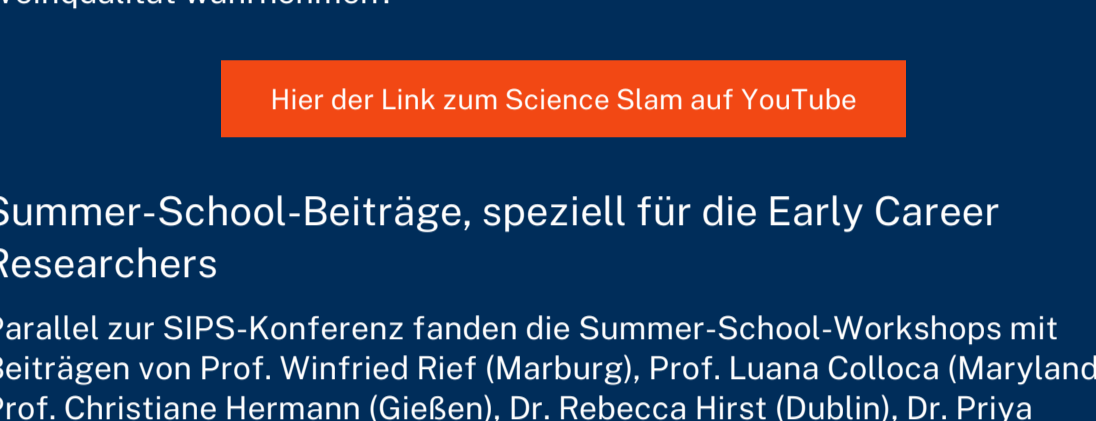 Weinqualität wahrnehmen?
Hier der Link zum Science Slam auf YouTube
Summer-School-Beiträge, speziell für die Early Career
Researchers
Parallel zur SIPS-Konferenz fanden die Summer-School-Workshops mit
Beiträgen von Prof. Winfried Rief (Marburg), Prof. Luana Colloca (Maryland
Prof. Christiane Hermann (Gießen), Dr. Rebecca Hirst (Dublin), Dr. Priya